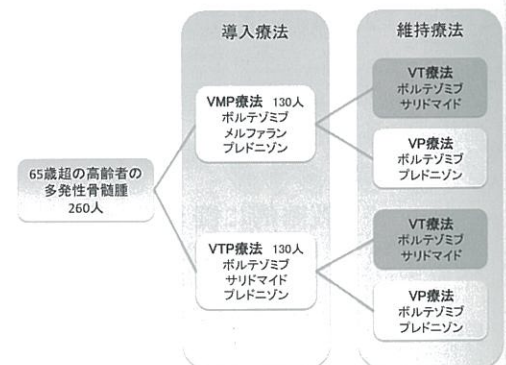 導入療法
維持療法
65歳超の高齢者の
多発性骨髄腫
260人
VMP療法 130人
ボルテゾミブ
メルファラン
プレドニゾン
VTP療法 130人
ボルテゾミブ
サリドマイド
プレドニゾン
VT療法
ボルテゾミブ
サリドマイド
VP療法
ボルテゾミブ
プレドニゾン
VT療法
ボルテゾミブ
サリドマイド
VP療法
ボルテゾミブ
プレドニゾン